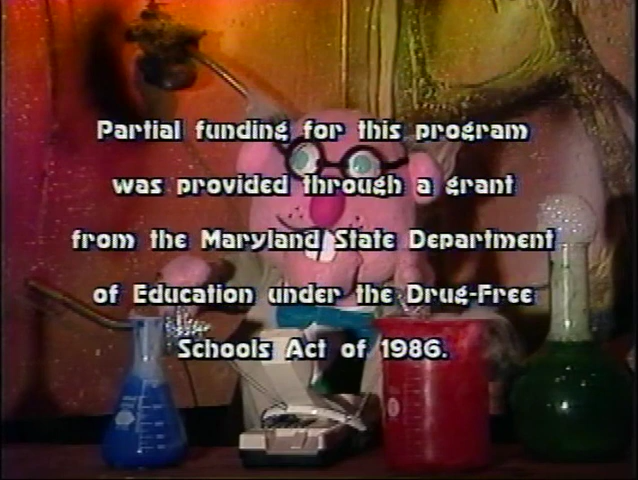 Partial funding for this program
was provided through a grant
from the Maryland State Department
of Education under the Drug-Free
Schools Act of 1986.